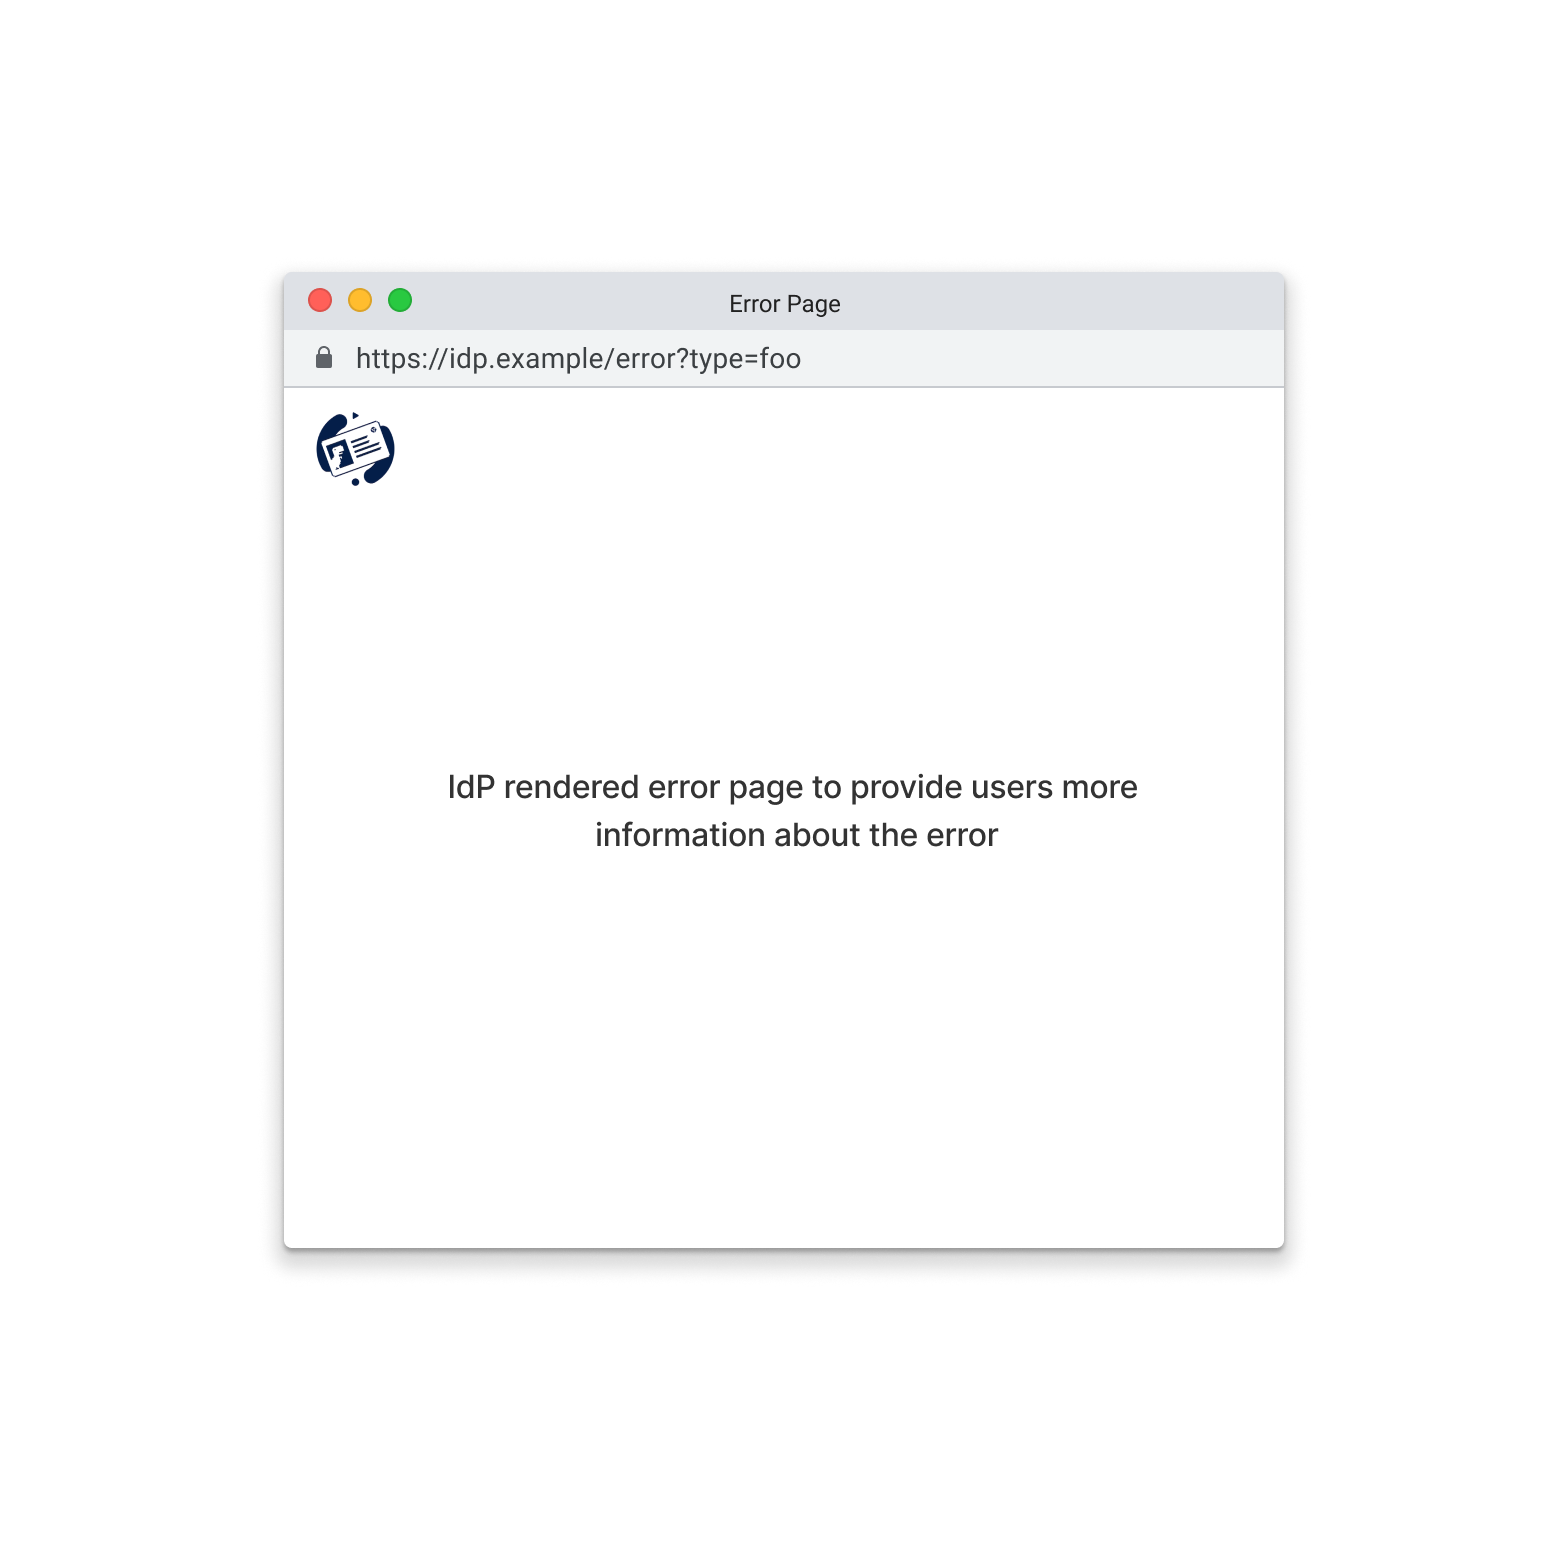 Error Page
https://idp.example/error?type=foo
IdP rendered error page to provide users more
information about the error